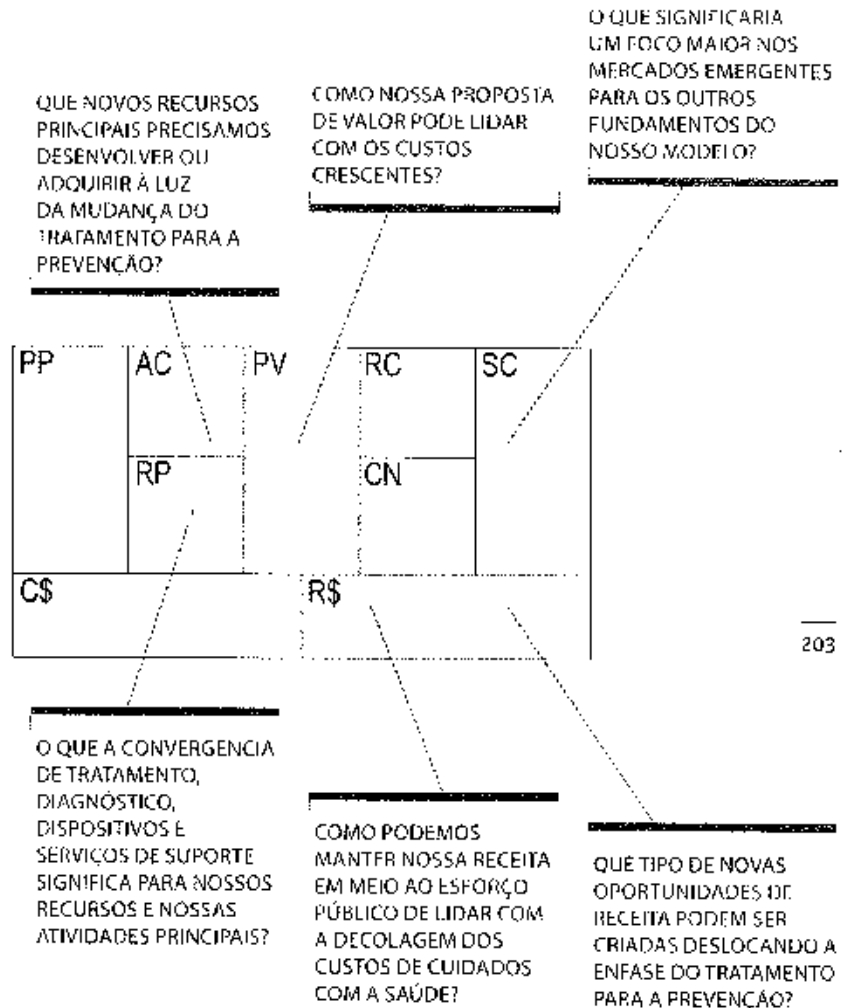 O QUE SIGNIFICARIA
UM FOCO MAIOR NOS
MERCADOS EMERGENTES
PARA OS OUTROS
FUNDAMENTOS DO
NOSSO MODELO?
QUE NOVOS RECURSOS
PRINCIPAIS PRECISAMOS
DESENVOLVER OU
ADQUIRIR À LUZ
DA MUDANÇA DO
TRATAMENTO PARA A
PREVENÇÃO?
COMO NOSSA PROPOSTA
DE VALOR PODE LIDAR
COM OS CUSTOS
CRESCENTES?
PP
AC
PV
RC
SC
RP
CN
C$
R$
203
O QUE A CONVERGENCIA
DE TRATAMENTO,
DIAGNÓSTICO,
DISPOSITIVOS E
SERVIÇOS DE SUPORTE
SIGNIFICA PARA NOSSOS
RECURSOS E NOSSAS
ATIVIDADES PRINCIPAIS?
COMO PODEMOS
MANTER NOSSA RECEITA
EM MEIO AO ESFORÇO
PÚBLICO DE LIDAR COM
A DECOLAGEM DOS
CUSTOS DE CUIDADOS
COM A SAÚDE?
QUE TIPO DE NOVAS
OPORTUNIDADES DE
RECEITA PODEM SER
CRIADAS DESLOCANDO A
ENFASE DO TRATAMENTO
PARA A PREVENÇÃO?